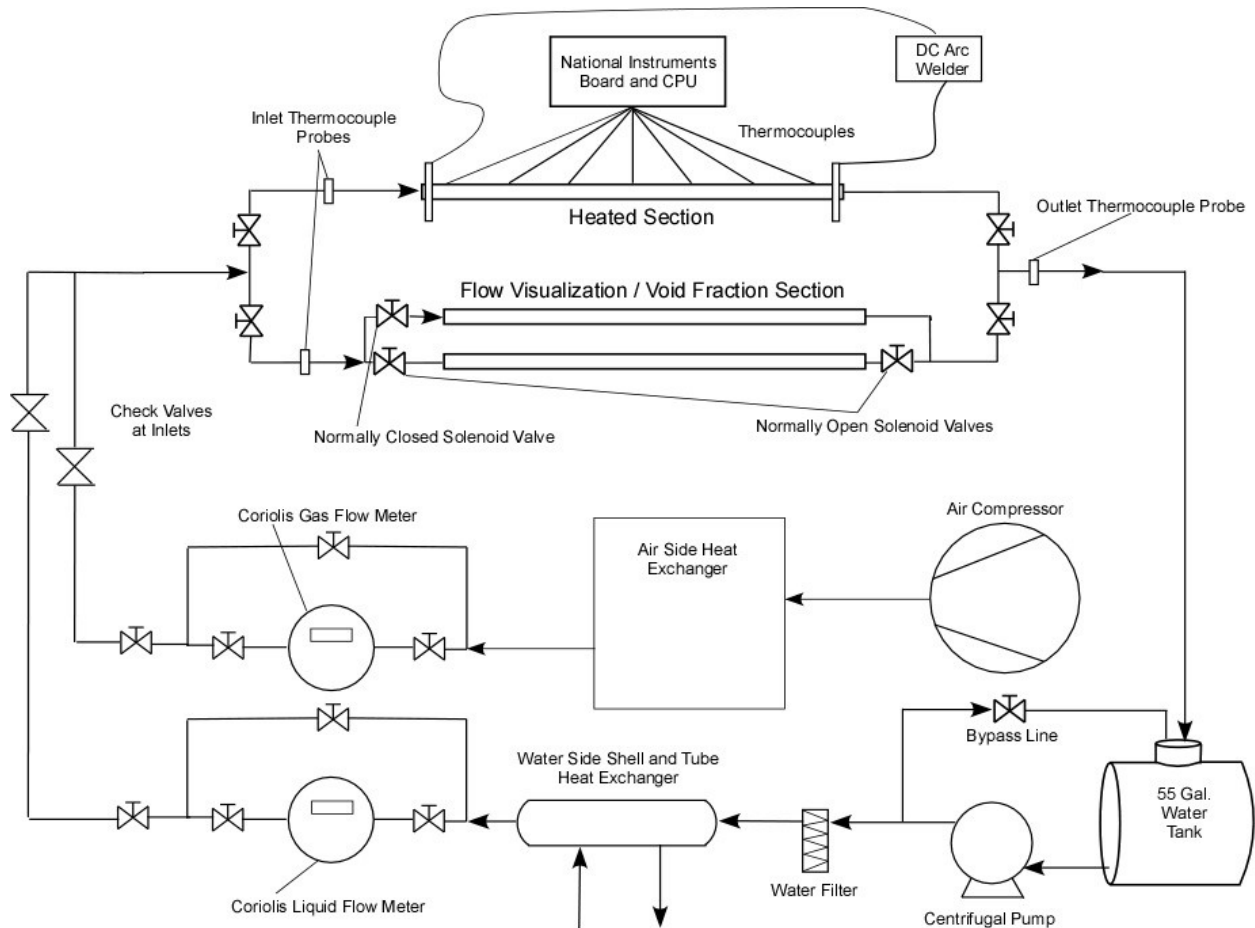 National Instruments
Board and CPU
DC Arc
Welder
Inlet Thermocouple
Probes
Thermocouples
Heated Section
Outlet Thermocouple Probe
Flow Visualization / Void Fraction Section
Check Valves
at Inlets
Normally Closed Solenoid Valve
Normally Open Solenoid Valves
Coriolis Gas Flow Meter
Air Side Heat
Exchanger
Air Compressor
Bypass Line
Water Side Shell and Tube
Heat Exchanger
55 Gal.
Water
Tank
Water Filter
Coriolis Liquid Flow Meter
Centrifugal Pump